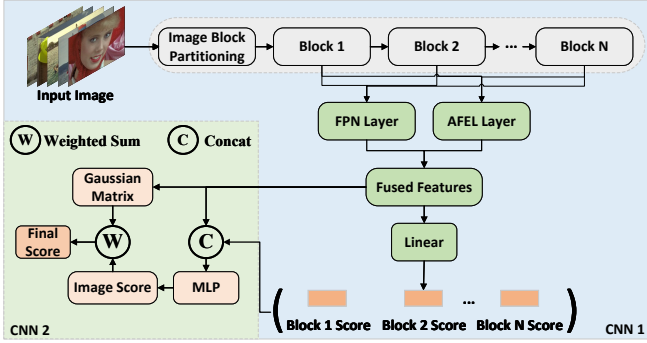 Image Block
Partitioning
Block 1
Block 2
...
Block N
Input Image
FPN Layer
AFEL Layer
W Weighted Sum
C Concat
Gaussian
Matrix
Fused Features
Final
Score
W
C
Linear
Image Score
MLP
( ... )
Block 1 Score
Block 2 Score
Block N Score
CNN 2
CNN 1